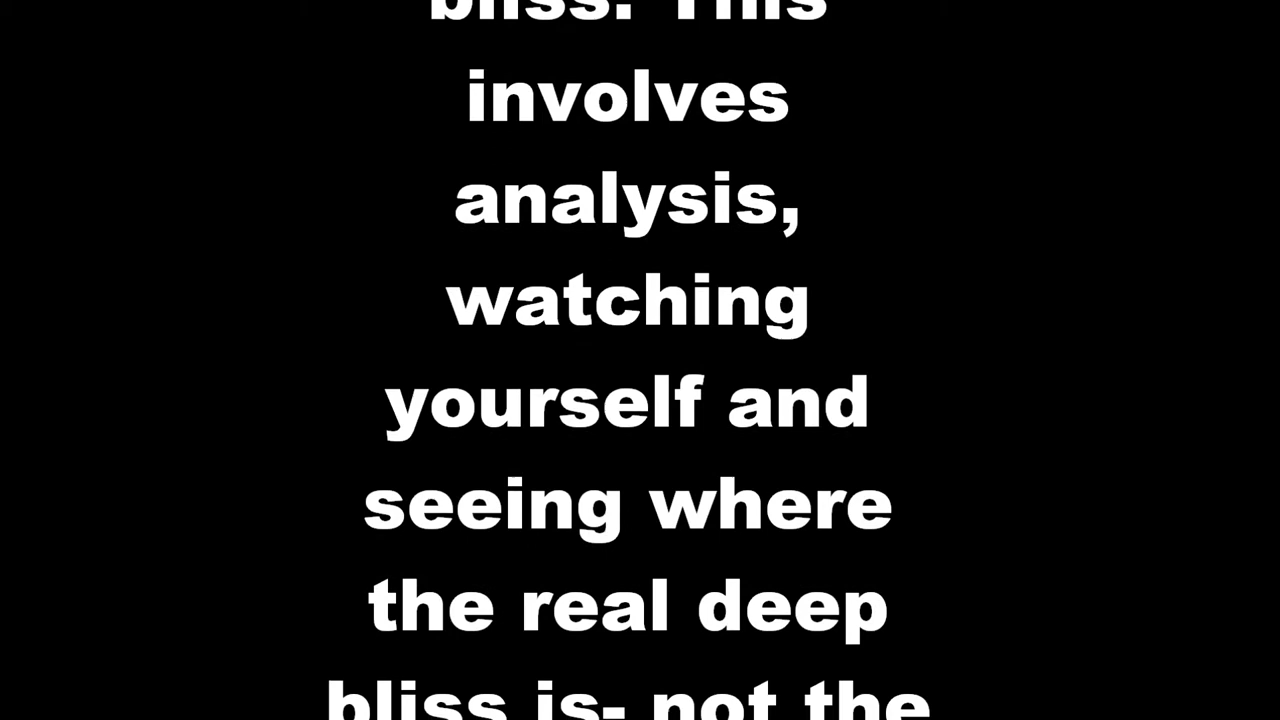 bliss. This
involves
analysis,
watching
yourself and
seeing where
the real deep
bliss is- not the